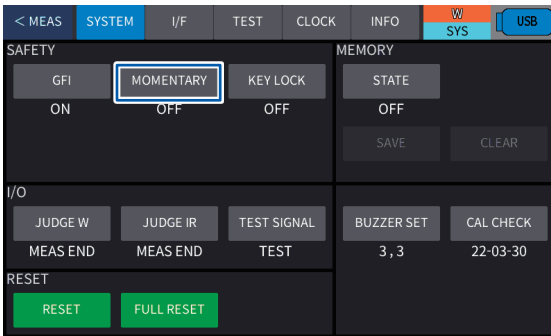 < MEAS SYSTEM I/F TEST CLOCK INFO W SYS USB
SAFETY MEMORY
GFI MOMENTARY KEY LOCK STATE
ON OFF OFF OFF
SAVE CLEAR
I/O
JUDGE W JUDGE IR TEST SIGNAL BUZZER SET CAL CHECK
MEAS END MEAS END TEST 3 , 3 22-03-30
RESET
RESET FULL RESET